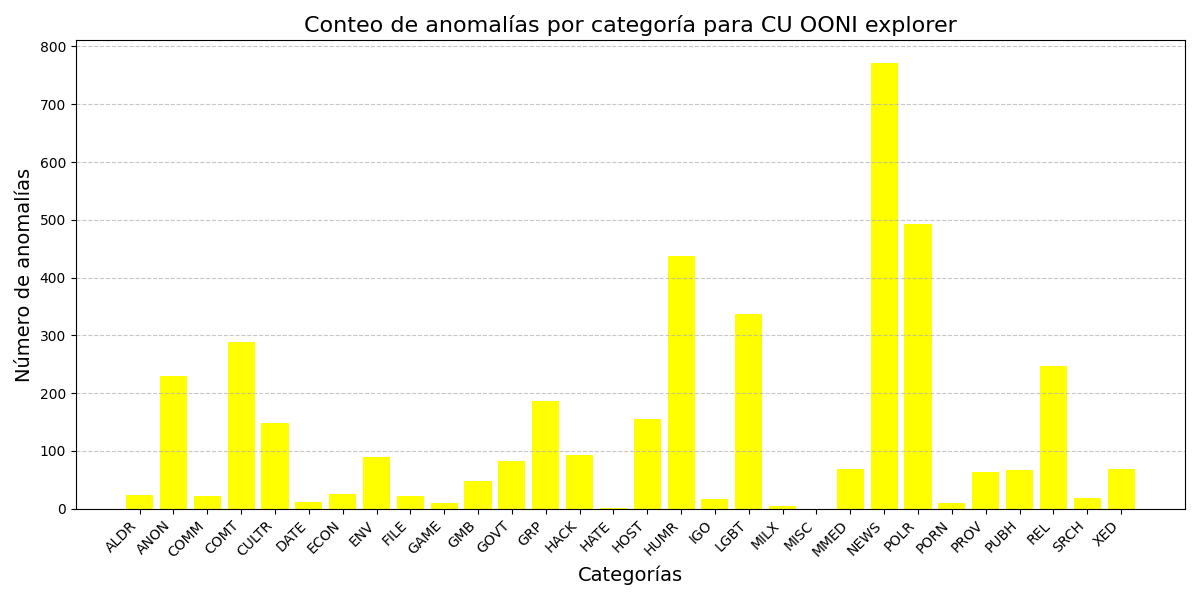 Conteo de anomalías por categoría para CU OONI explorer
Número de anomalías
800
700
600
500
400
300
200
100
0
ALDR
ANON
COMM
COMT
CULTR
DATE
ECON
ENV
FILE
GAME
GMB
GOVT
GRP
HACK
HATE
HOST
HUMR
IGO
LGBT
MILX
MISC
MMED
NEWS
POLR
PORN
PROV
PUBH
REL
SRCH
XED
Categorías